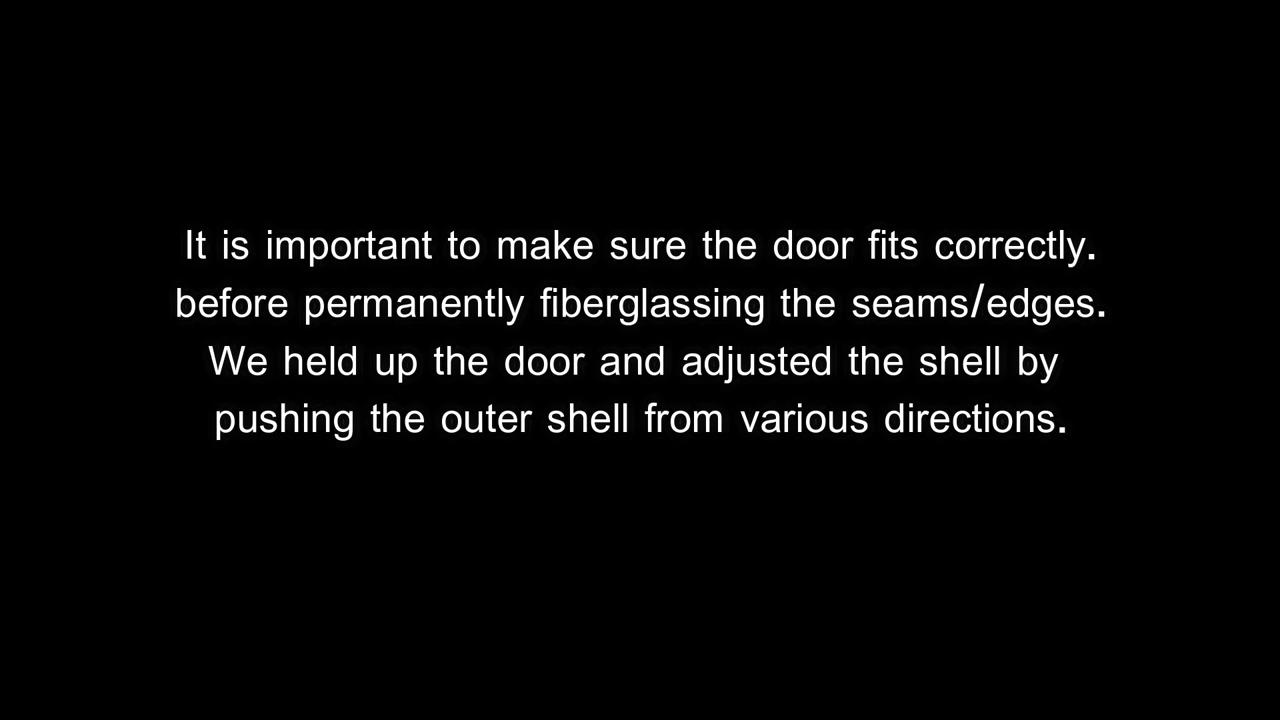 It is important to make sure the door fits correctly.
before permanently fiberglassing the seams/edges.
We held up the door and adjusted the shell by
pushing the outer shell from various directions.